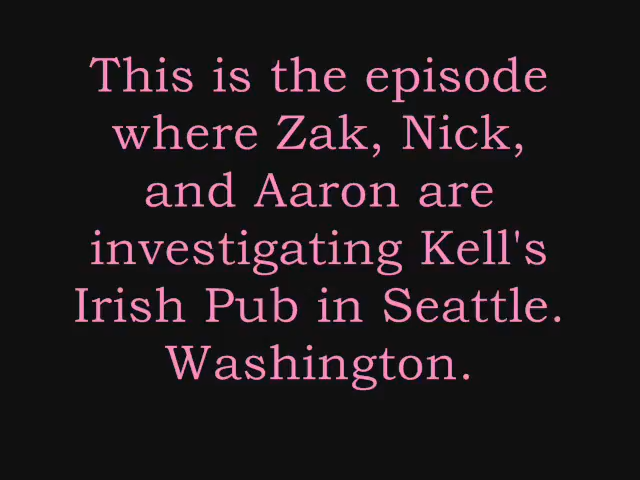 This is the episode
where Zak, Nick,
and Aaron are
investigating Kell's
Irish Pub in Seattle.
Washington.